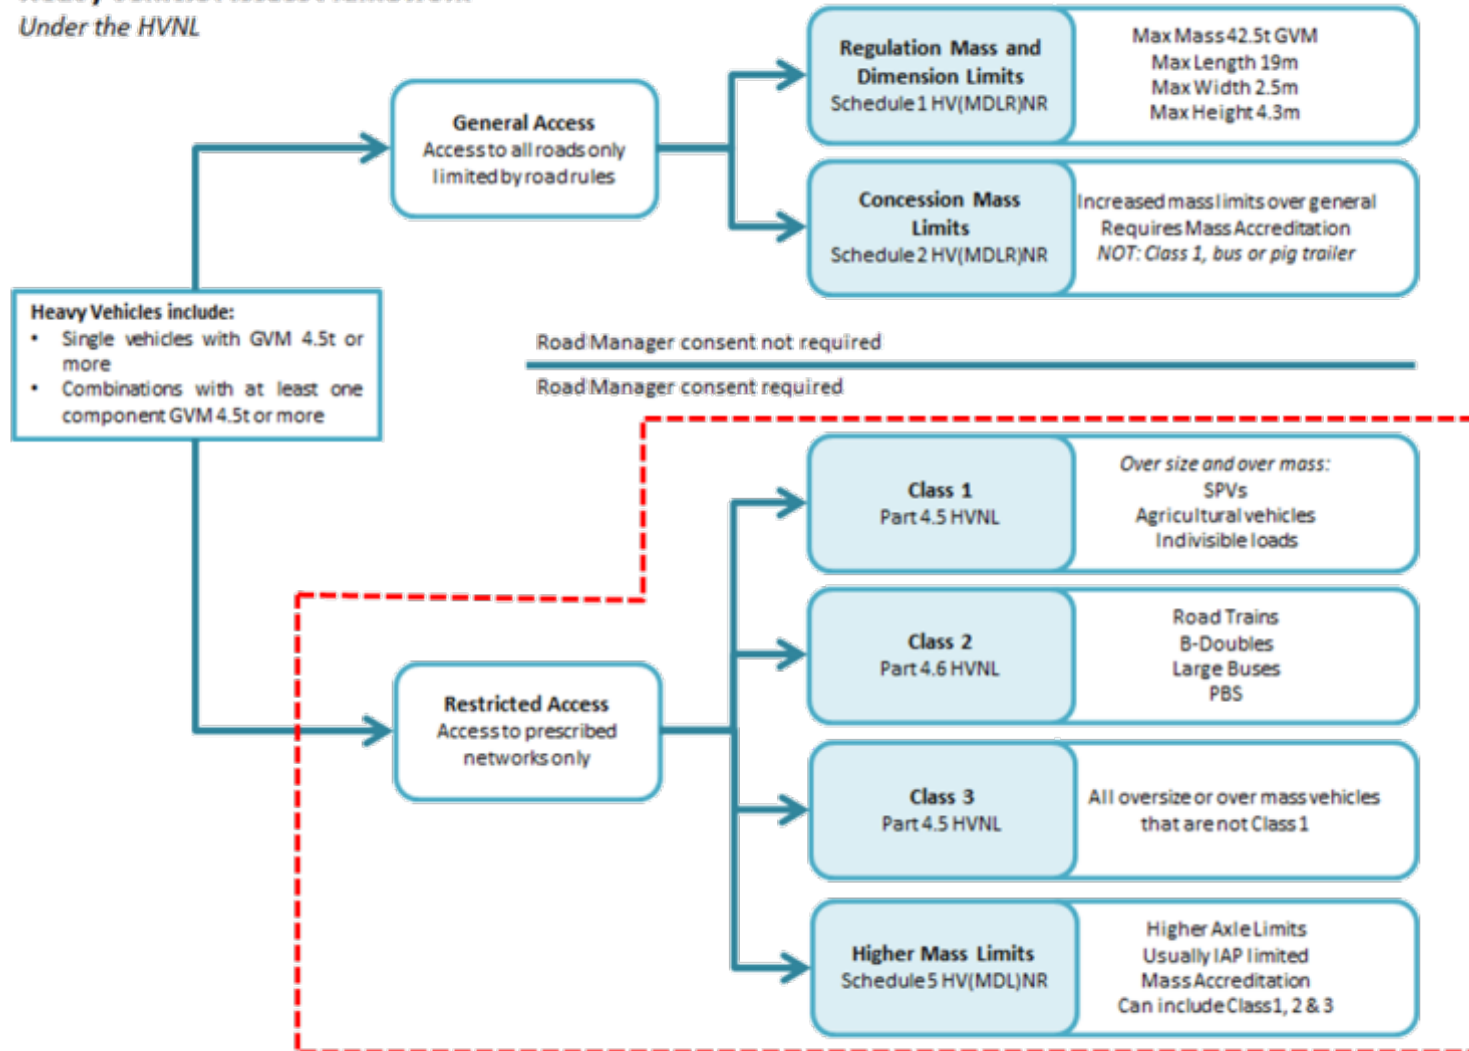 Under the HVNL
Regulation Mass and
Dimension Limits
Schedule 1 HV(MDLR)NR
Max Mass 42.5t GVM
Max Length 19m
Max Width 2.5m
Max Height 4.3m
General Access
Access to all roads only
limited by road rules
Concession Mass
Limits
Schedule 2 HV(MDLR)NR
Increased mass limits over general
Requires Mass Accreditation
NOT: Class 1, bus or pig trailer
Heavy Vehicles include:
• Single vehicles with GVM 4.5t or
more
• Combinations with at least one
component GVM 4.5t or more
Road Manager consent not required
Road Manager consent required
Class 1
Part 4.5 HVNL
Over size and over mass:
SPVs
Agricultural vehicles
Indivisible loads
Class 2
Part 4.6 HVNL
Road Trains
B-Doubles
Large Buses
PBS
Restricted Access
Access to prescribed
networks only
Class 3
Part 4.5 HVNL
All oversize or over mass vehicles
that are not Class 1
Higher Mass Limits
Schedule 5 HV(MDL)NR
Higher Axle Limits
Usually IAP limited
Mass Accreditation
Can include Class1, 2 & 3